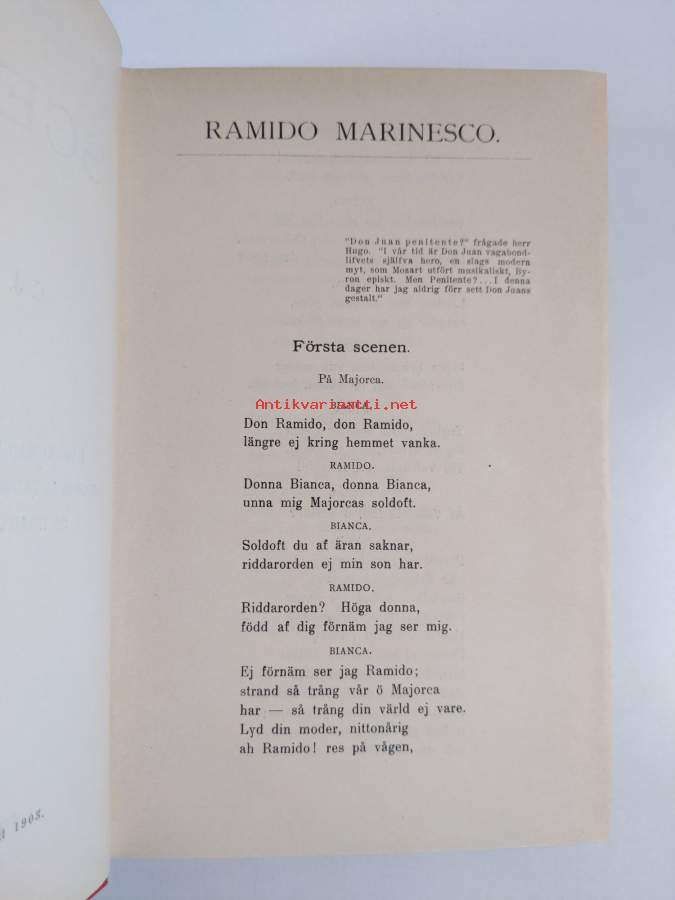 RAMIDO MARINESCO.
"Don Juan penitente?" frågade herr
Hugo. "I vår tid är Don Juan vagabond-
lifvets själfva hero, en slags modern
myt, som Mozart utfört musikaliskt, By-
ron episkt. Men Penitente?...I denna
dager har jag aldrig förr sett Don Juans
gestalt."
Första scenen.
På Majorca.
Antikvariaatti.net
BIANCA.
Don Ramido, don Ramido,
längre ej kring hemmet vanka.
RAMIDO.
Donna Bianca, donna Bianca,
unna mig Majorcas soldoft.
BIANCA.
Soldoft du af äran saknar,
riddarorden ej min son har.
RAMIDO.
Riddarorden? Höga donna,
född af dig förnäm jag ser mig.
BIANCA.
Ej förnäm ser jag Ramido;
strand så trång vår ö Majorca
har — så trång din värld ej vare.
Lyd din moder, nittonårig
ah Ramido! res på vågen,
1903.